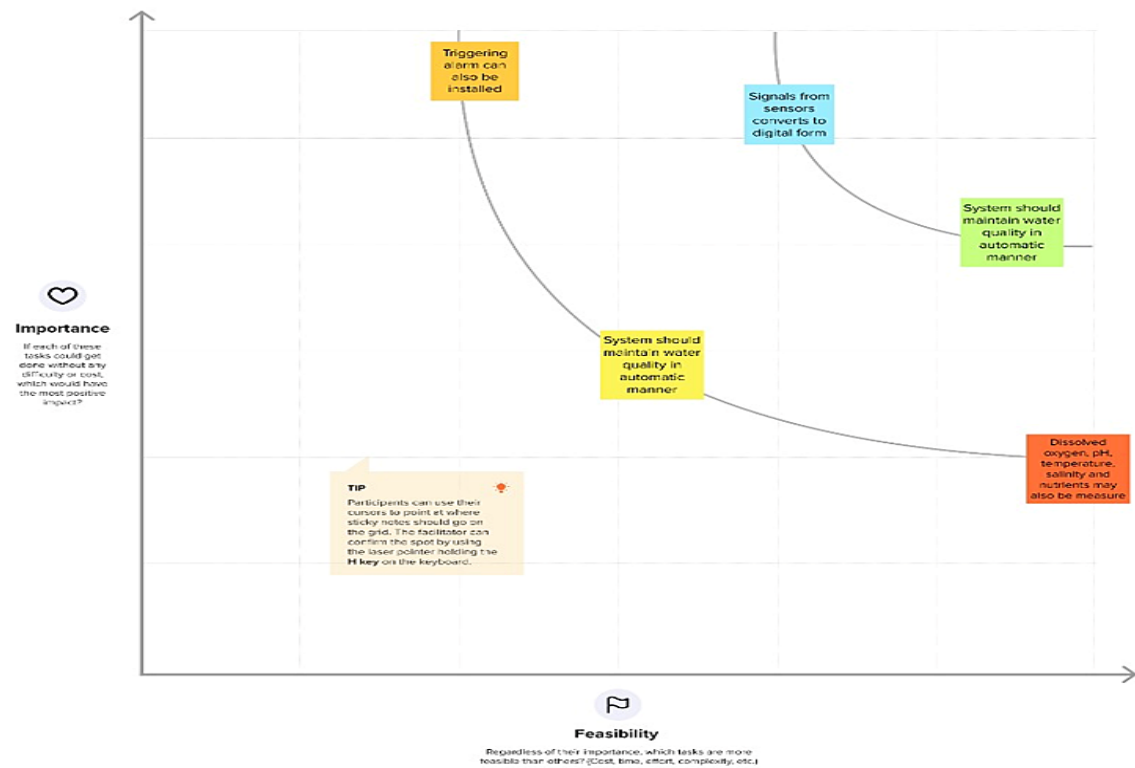 Triggering
alarm can
also be
installed
Signals from
sensors
converts to
digital form
System should
maintain water
quality in
automatic
manner
Importance
If each of these
tasks could get
done without any
difficulty or cost,
which would have
the most positive
impact?
System should
maintain water
quality in
automatic
manner
Dissolved
oxygen, pH,
temperature,
salinity and
nutrients may
also be measure
TIP
Participants can use their
cursors to point at where
sticky notes should go on
the grid. The facilitator can
confirm the spot by using
the laser pointer holding the
H key on the keyboard.
Feasibility
Regardless of their importance, which tasks are more
feasible than others? (Cost, time, effort, complexity, etc.)